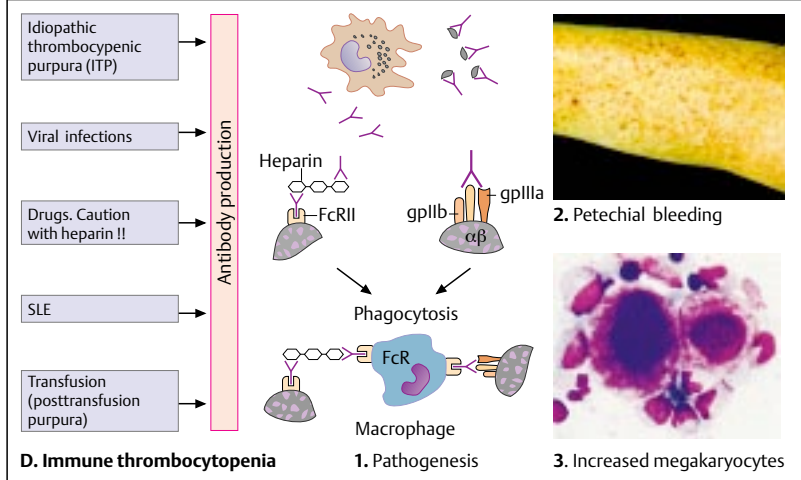 Idiopathic
thrombocypenic
purpura (ITP)
Viral infections
Drugs. Caution
with heparin !!
SLE
Transfusion
(posttransfusion
purpura)
Antibody production
Heparin
FcRII
gpIIIa
gpIIb
αβ
Phagocytosis
FcR
Macrophage
2. Petechial bleeding
D. Immune thrombocytopenia
1. Pathogenesis
3. Increased megakaryocytes